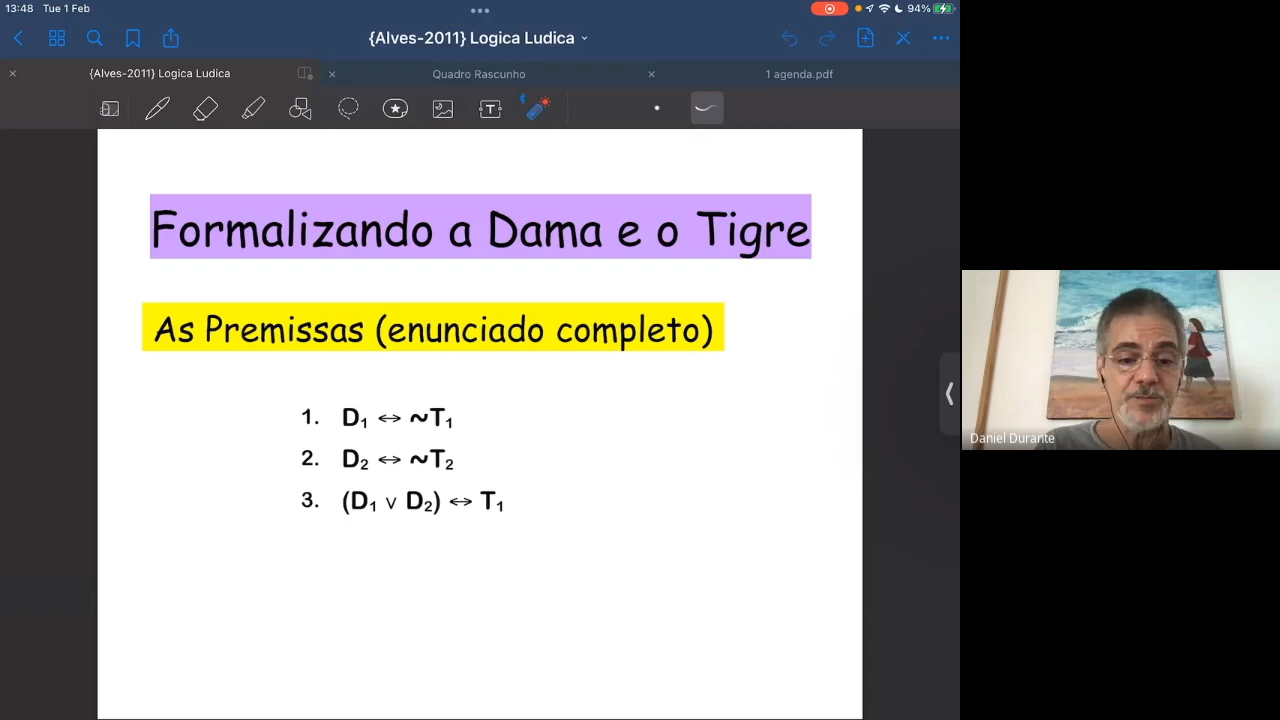 13:48 Tue 1 Feb
94%
{Alves-2011} Logica Ludica
{Alves-2011} Logica Ludica
Quadro Rascunho
1 agenda.pdf
Formalizando a Dama e o Tigre
As Premissas (enunciado completo)
1. D₁ ↔ ~T₁
2. D₂ ↔ ~T₂
3. (D₁ ∨ D₂) ↔ T₁
Daniel Durante